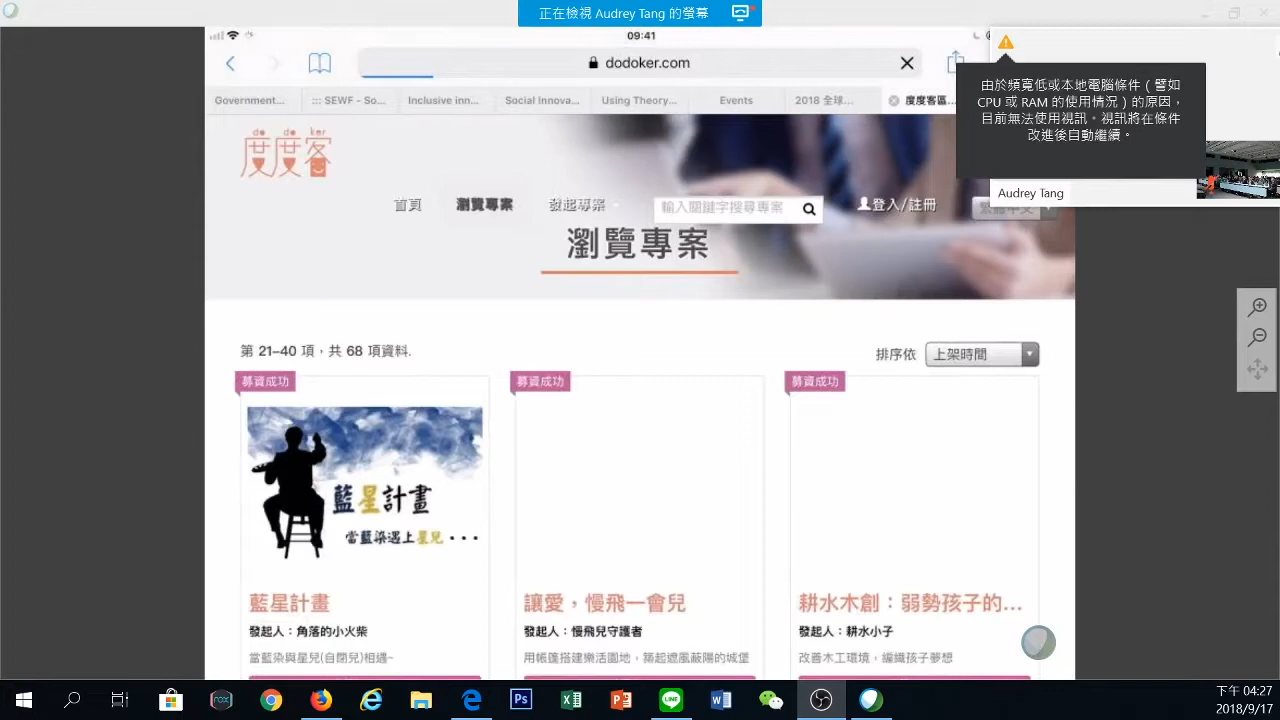 正在檢視 Audrey Tang 的螢幕
09:41
dodoker.com
Government...
::: SEWF - So...
Inclusive inn...
Social Innova...
Using Theory...
Events
2018 全球...
度度客區...
由於頻寬低或本地電腦條件 ( 譬如
CPU 或 RAM 的使用情況 ) 的原因，
目前無法使用視訊。視訊將在條件
改進後自動繼續。
Audrey Tang
do do ker
度度客
首頁
瀏覽專案
發起專案
輸入關鍵字搜尋專案
登入/註冊
繁體中文
瀏覽專案
第 21–40 項，共 68 項資料.
排序依
上架時間
募資成功
募資成功
募資成功
藍星計畫
當藍染遇上星兒・・・
藍星計畫
發起人：角落的小火柴
當藍染與星兒(自閉兒)相遇~
讓愛，慢飛一會兒
發起人：慢飛兒守護者
用帳篷搭建樂活園地，築起遮風蔽陽的城堡
耕水木創：弱勢孩子的...
發起人：耕水小子
改善木工環境，編織孩子夢想
Ps
LINE
下午 04:27
2018/9/17